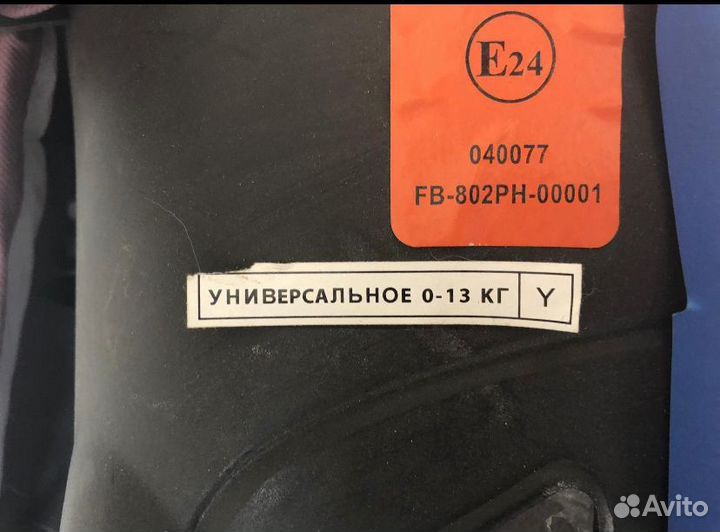 E24
040077
FB-802PH-00001
УНИВЕРСАЛЬНОЕ 0-13 КГ Y
Avito